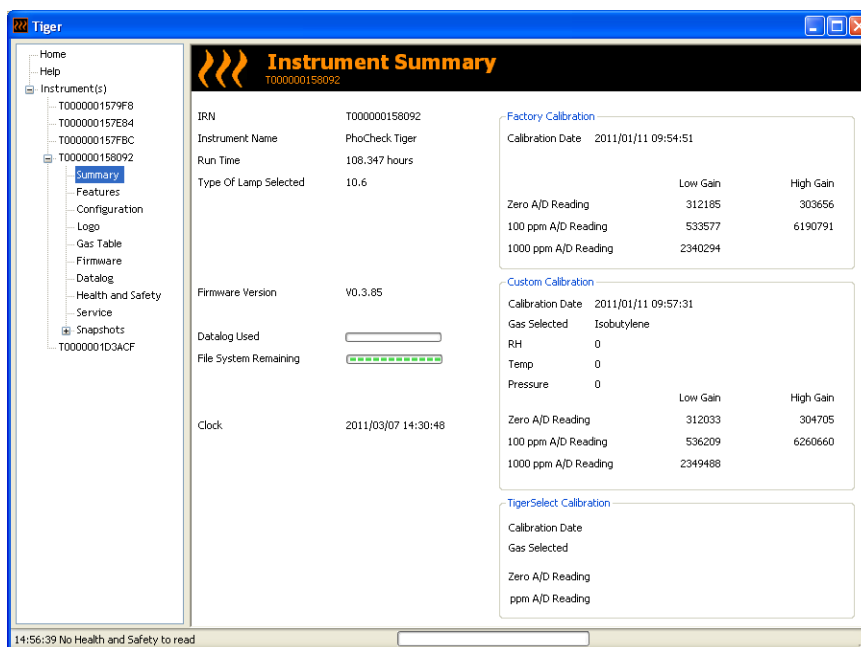 Tiger
Home
Help
Instrument(s)
T0000001579F8
T000000157E84
T000000157FBC
T000000158092
Summary
Features
Configuration
Logo
Gas Table
Firmware
Datalog
Health and Safety
Service
Snapshots
T0000001D3ACF
Instrument Summary
T000000158092
IRN T000000158092
Instrument Name PhoCheck Tiger
Run Time 108.347 hours
Type Of Lamp Selected 10.6
Firmware Version V0.3.85
Datalog Used
File System Remaining
Clock 2011/03/07 14:30:48
Factory Calibration
Calibration Date 2011/01/11 09:54:51
Low Gain High Gain
Zero A/D Reading 312185 303656
100 ppm A/D Reading 533577 6190791
1000 ppm A/D Reading 2340294
Custom Calibration
Calibration Date 2011/01/11 09:57:31
Gas Selected Isobutylene
RH 0
Temp 0
Pressure 0
Low Gain High Gain
Zero A/D Reading 312033 304705
100 ppm A/D Reading 536209 6260660
1000 ppm A/D Reading 2349488
TigerSelect Calibration
Calibration Date
Gas Selected
Zero A/D Reading
ppm A/D Reading
14:56:39 No Health and Safety to read